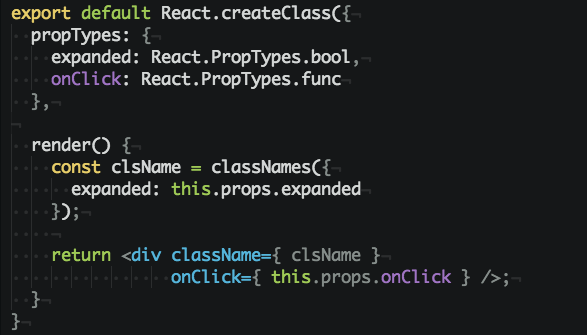 export default React.createClass({
  propTypes: {
    expanded: React.PropTypes.bool,
    onClick: React.PropTypes.func
  },

  render() {
    const clsName = classNames({
      expanded: this.props.expanded
    });

    return <div className={ clsName }
                onClick={ this.props.onClick } />;
  }
}